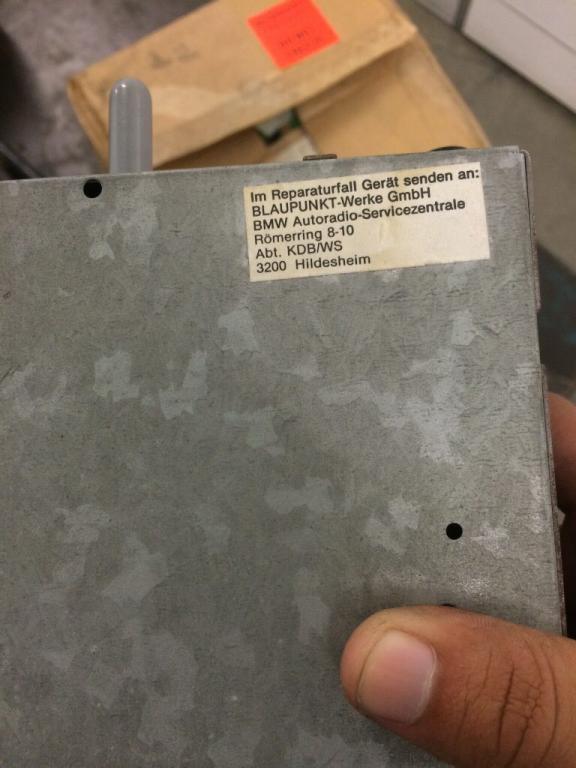 Im Reparaturfall Gerät senden an:
BLAUPUNKT-Werke GmbH
BMW Autoradio-Servicezentrale
Römerring 8-10
Abt. KDB/WS
3200 Hildesheim